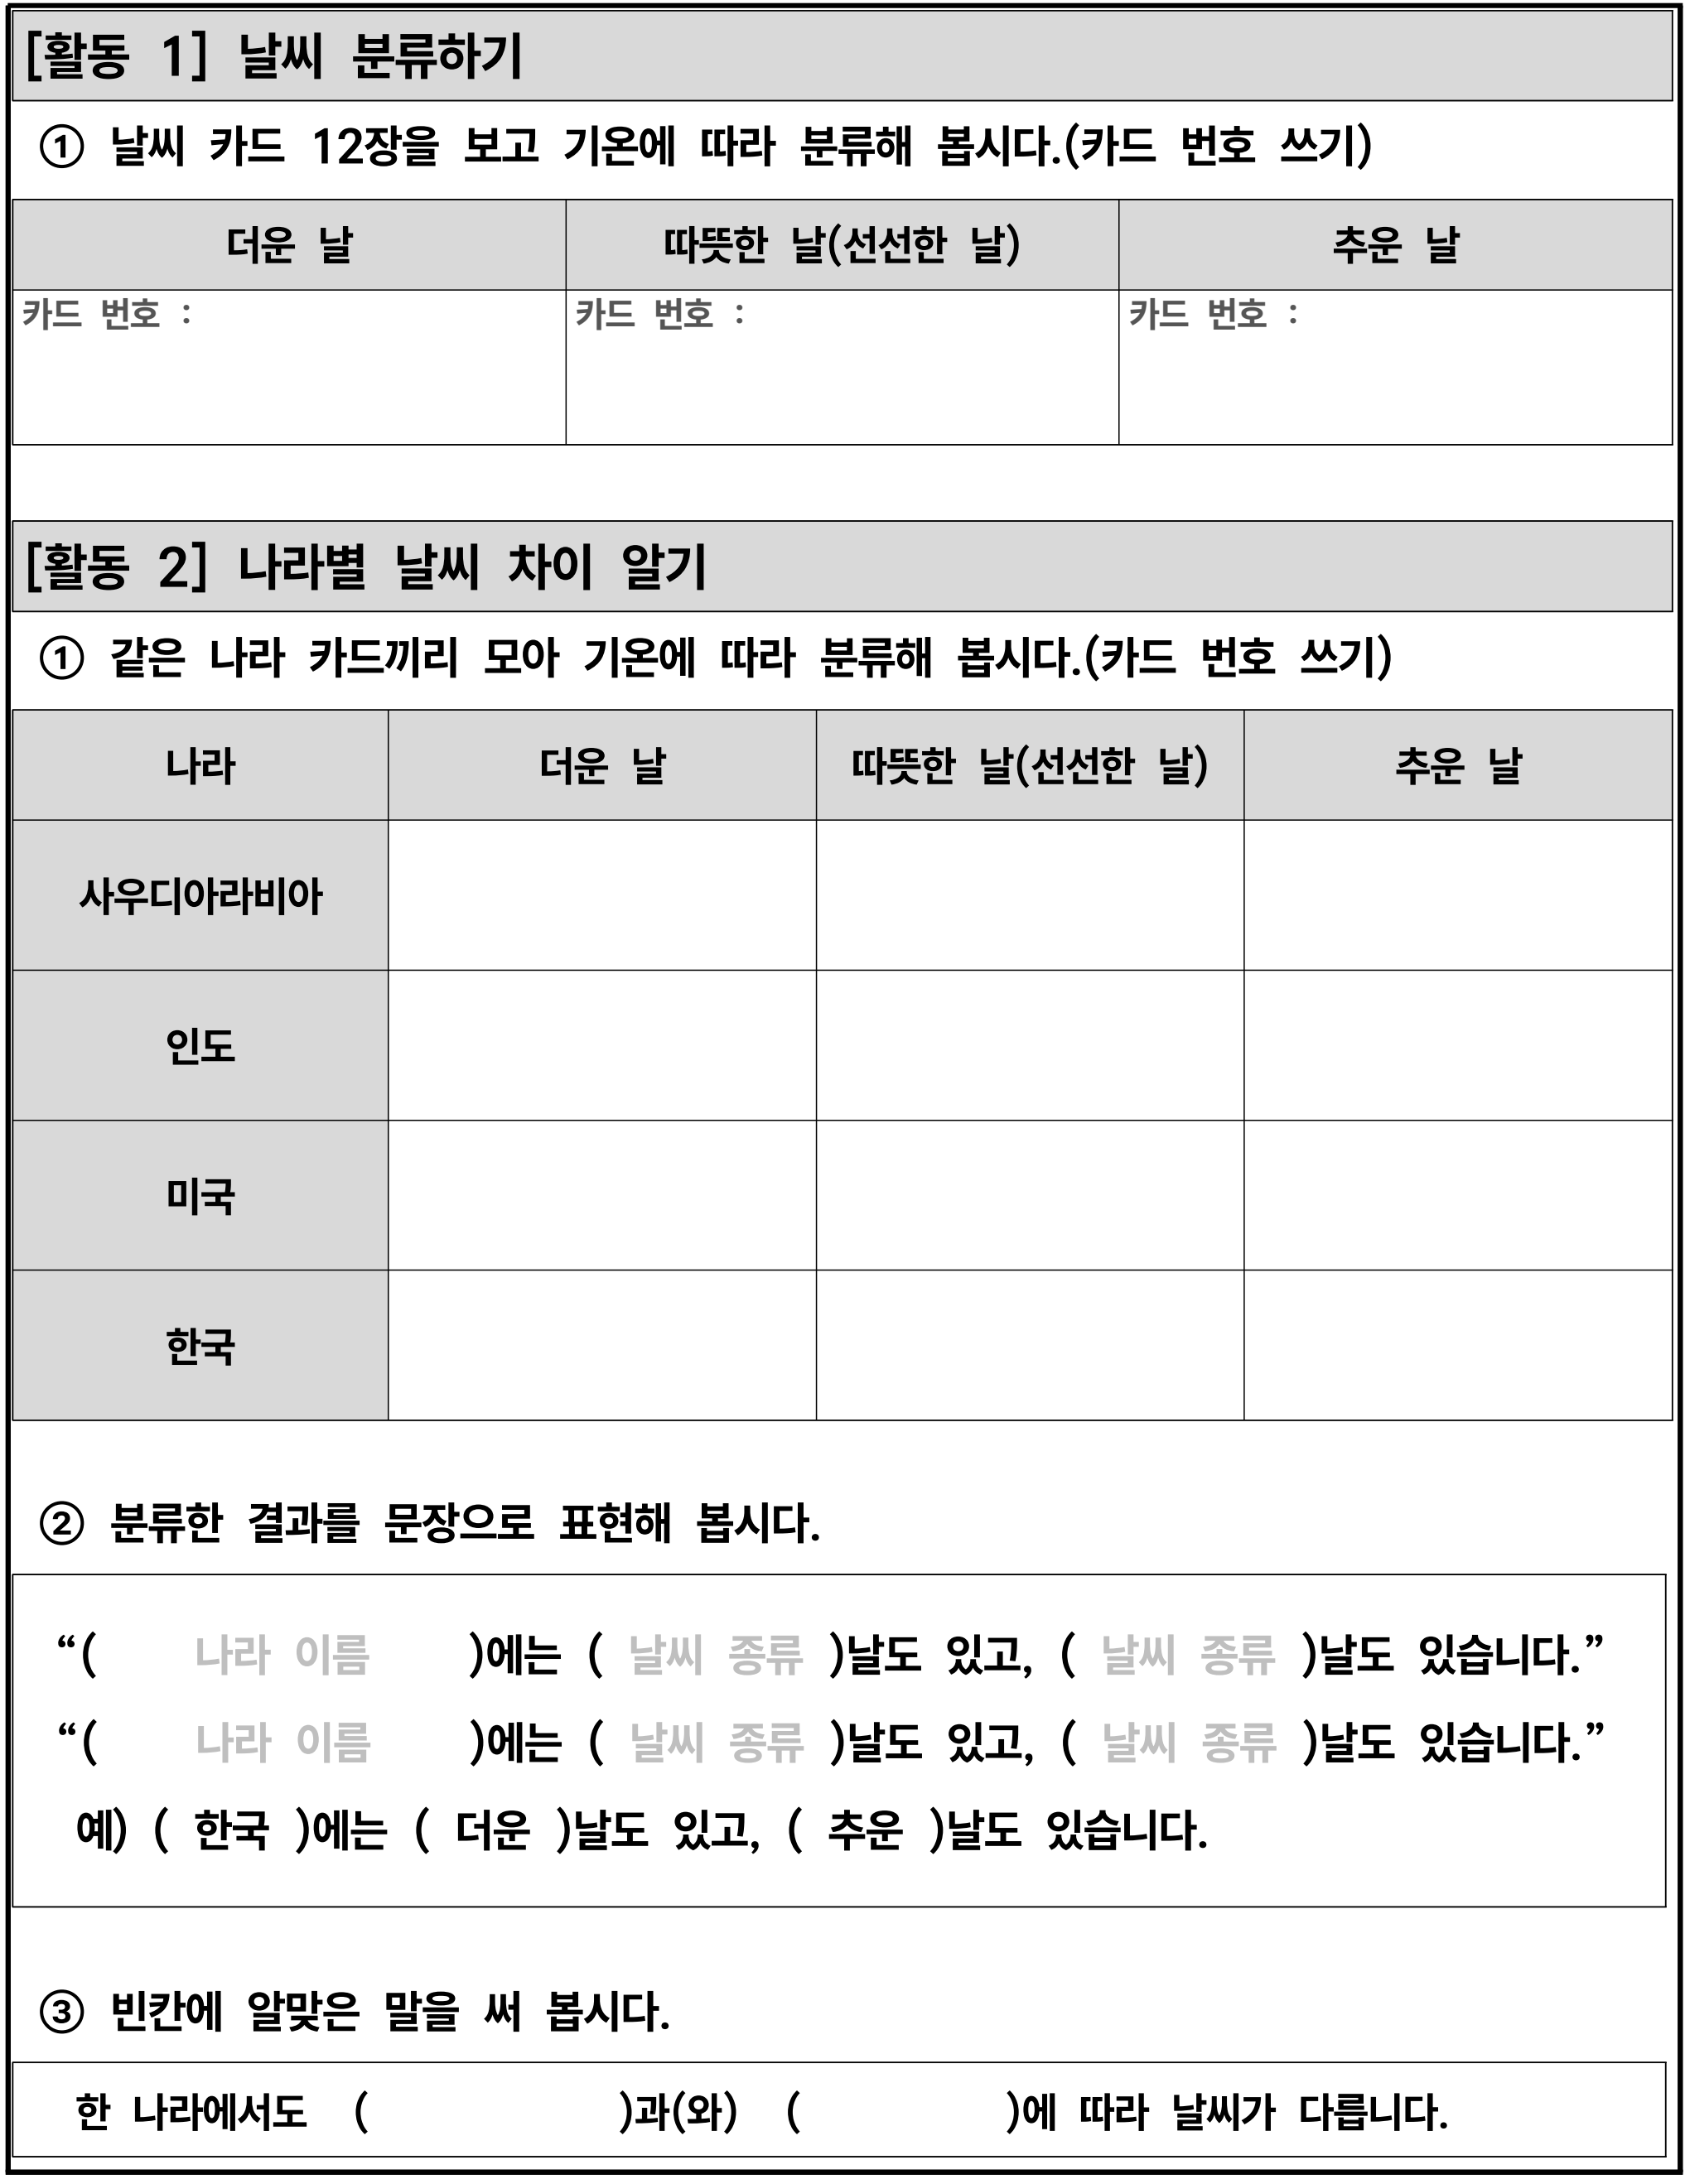 [활동 1] 날씨 분류하기
① 날씨 카드 12장을 보고 기온에 따라 분류해 봅시다.(카드 번호 쓰기)
더운 날 따뜻한 날(선선한 날) 추운 날
카드 번호 : 카드 번호 : 카드 번호 :
[활동 2] 나라별 날씨 차이 알기
① 같은 나라 카드끼리 모아 기온에 따라 분류해 봅시다.(카드 번호 쓰기)
나라 더운 날 따뜻한 날(선선한 날) 추운 날
사우디아라비아
인도
미국
한국
② 분류한 결과를 문장으로 표현해 봅시다.
“( 나라 이름 )에는 ( 날씨 종류 )날도 있고, ( 날씨 종류 )날도 있습니다.”
“( 나라 이름 )에는 ( 날씨 종류 )날도 있고, ( 날씨 종류 )날도 있습니다.”
예) ( 한국 )에는 ( 더운 )날도 있고, ( 추운 )날도 있습니다.
③ 빈칸에 알맞은 말을 써 봅시다.
한 나라에서도 ( )과(와) ( )에 따라 날씨가 다릅니다.